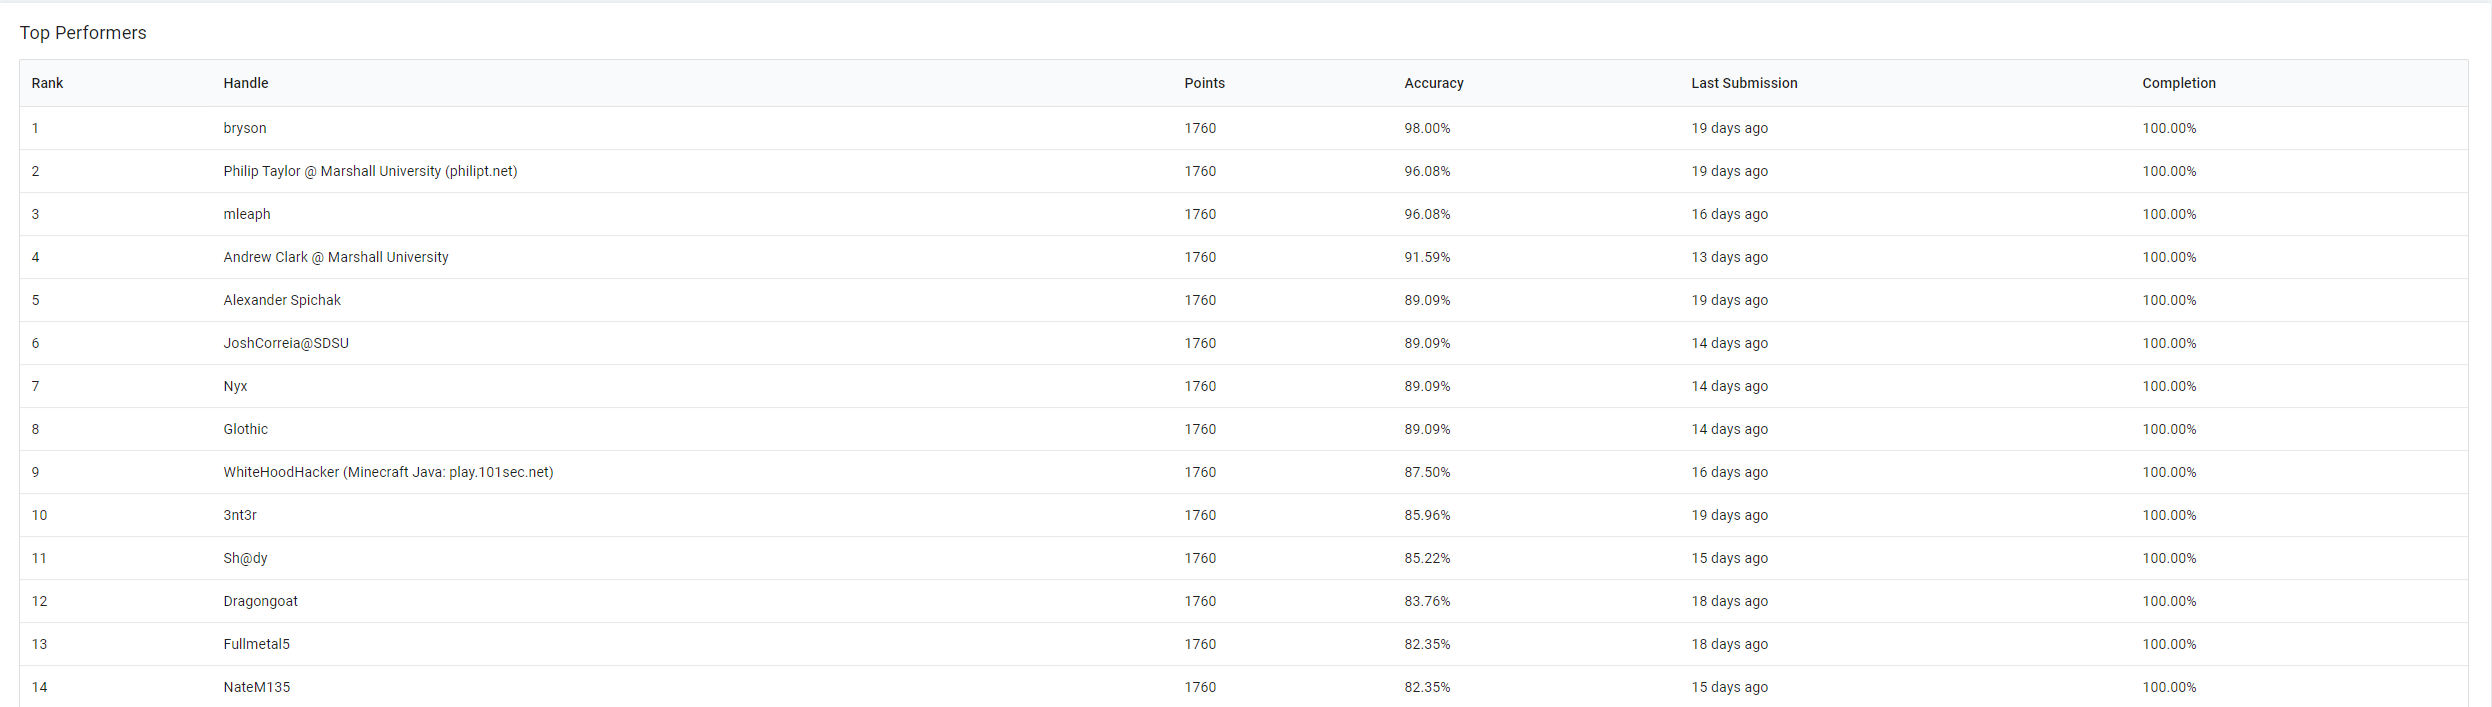 Top Performers
Rank Handle Points Accuracy Last Submission Completion
1 bryson 1760 98.00% 19 days ago 100.00%
2 Philip Taylor @ Marshall University (philipt.net) 1760 96.08% 19 days ago 100.00%
3 mleaph 1760 96.08% 16 days ago 100.00%
4 Andrew Clark @ Marshall University 1760 91.59% 13 days ago 100.00%
5 Alexander Spichak 1760 89.09% 19 days ago 100.00%
6 JoshCorreia@SDSU 1760 89.09% 14 days ago 100.00%
7 Nyx 1760 89.09% 14 days ago 100.00%
8 Glothic 1760 89.09% 14 days ago 100.00%
9 WhiteHoodHacker (Minecraft Java: play.101sec.net) 1760 87.50% 16 days ago 100.00%
10 3nt3r 1760 85.96% 19 days ago 100.00%
11 Sh@dy 1760 85.22% 15 days ago 100.00%
12 Dragongoat 1760 83.76% 18 days ago 100.00%
13 Fullmetal5 1760 82.35% 18 days ago 100.00%
14 NateM135 1760 82.35% 15 days ago 100.00%